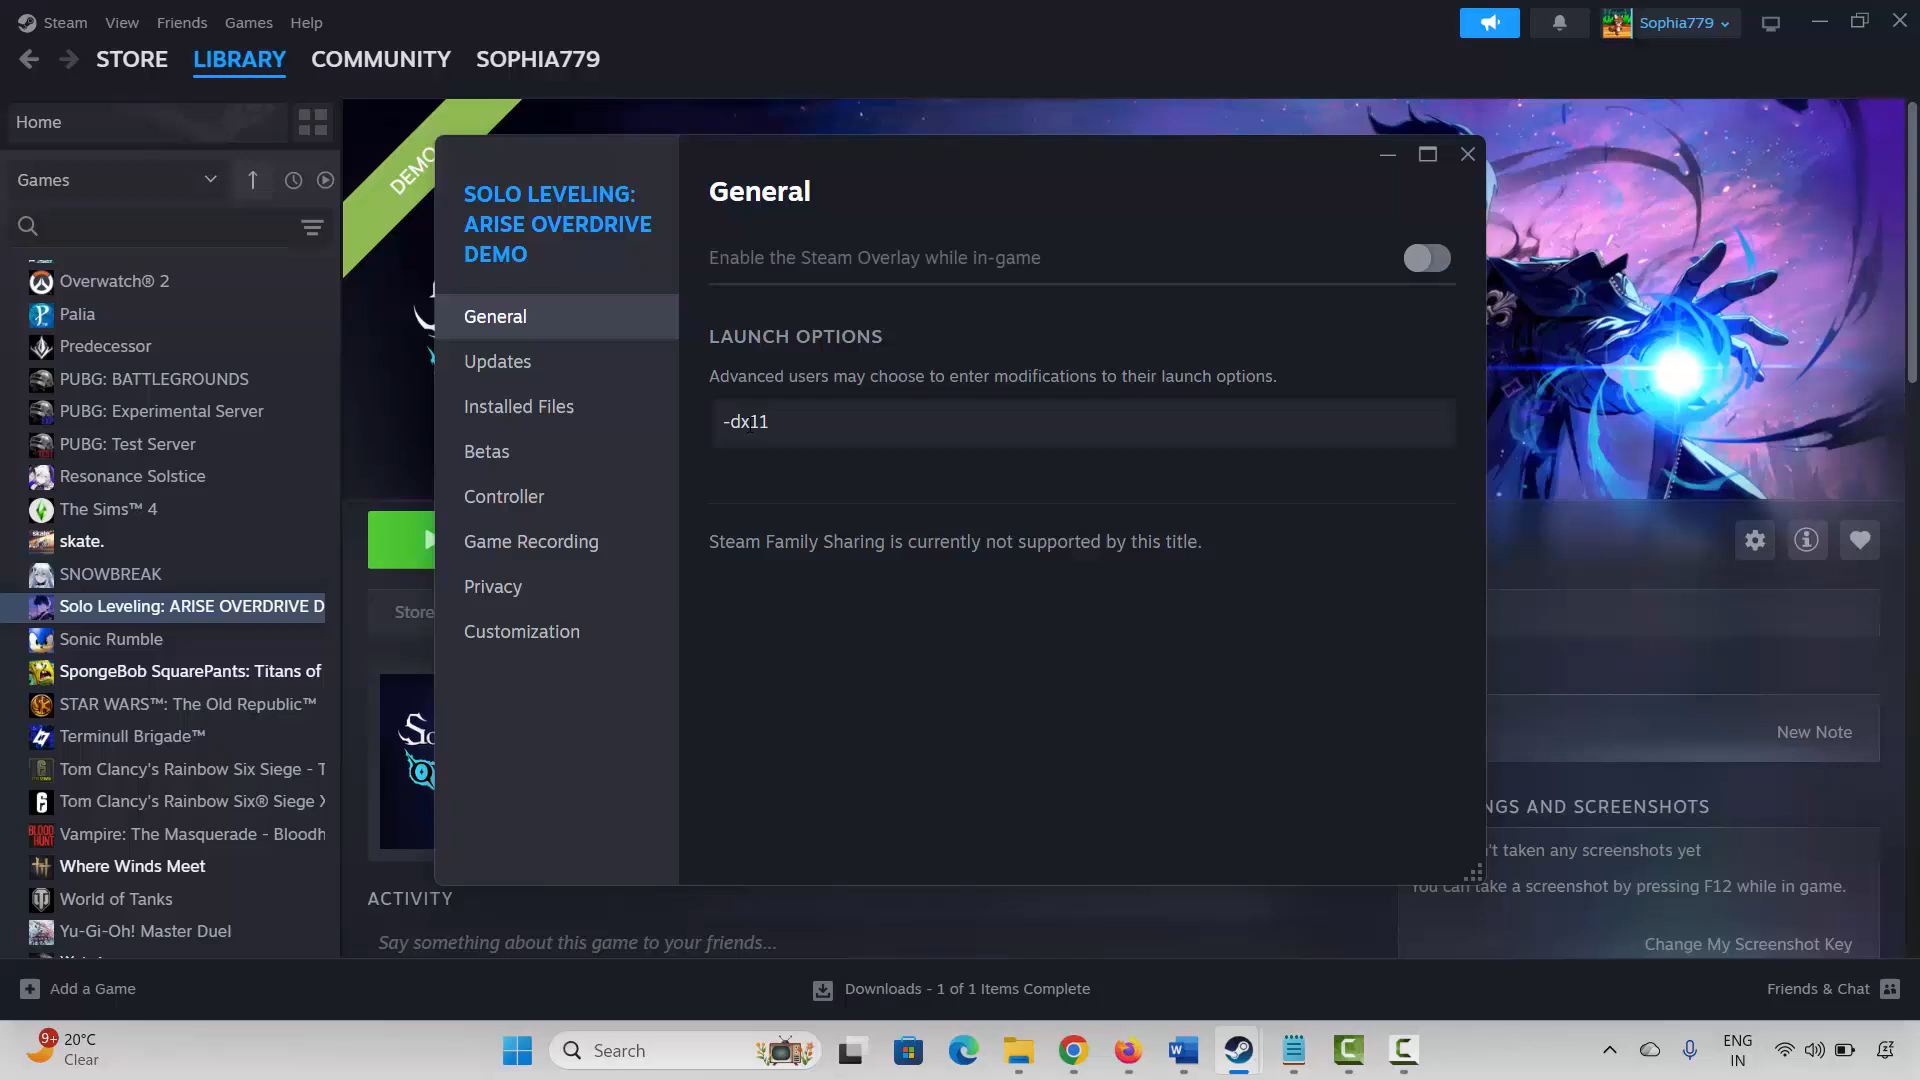 Steam View Friends Games Help
Sophia779
STORE LIBRARY COMMUNITY SOPHIA779
Home
Games
Overwatch® 2
Palia
Predecessor
PUBG: BATTLEGROUNDS
PUBG: Experimental Server
PUBG: Test Server
Resonance Solstice
The Sims™ 4
skate.
SNOWBREAK
Solo Leveling: ARISE OVERDRIVE D
Sonic Rumble
SpongeBob SquarePants: Titans of
STAR WARS™: The Old Republic™
Terminull Brigade™
Tom Clancy's Rainbow Six Siege - T
Tom Clancy's Rainbow Six® Siege X
Vampire: The Masquerade - Bloodh
Where Winds Meet
World of Tanks
Yu-Gi-Oh! Master Duel
DEMO
SOLO LEVELING:
ARISE OVERDRIVE
DEMO
General
Updates
Installed Files
Betas
Controller
Game Recording
Privacy
Customization
General
Enable the Steam Overlay while in-game
LAUNCH OPTIONS
Advanced users may choose to enter modifications to their launch options.
-dx11
Steam Family Sharing is currently not supported by this title.
Store
So
New Note
NGS AND SCREENSHOTS
't taken any screenshots yet
You can take a screenshot by pressing F12 while in game.
Change My Screenshot Key
ACTIVITY
Say something about this game to your friends...
Add a Game
Downloads - 1 of 1 Items Complete
Friends & Chat
9+
20°C
Clear
Search
ENG
IN